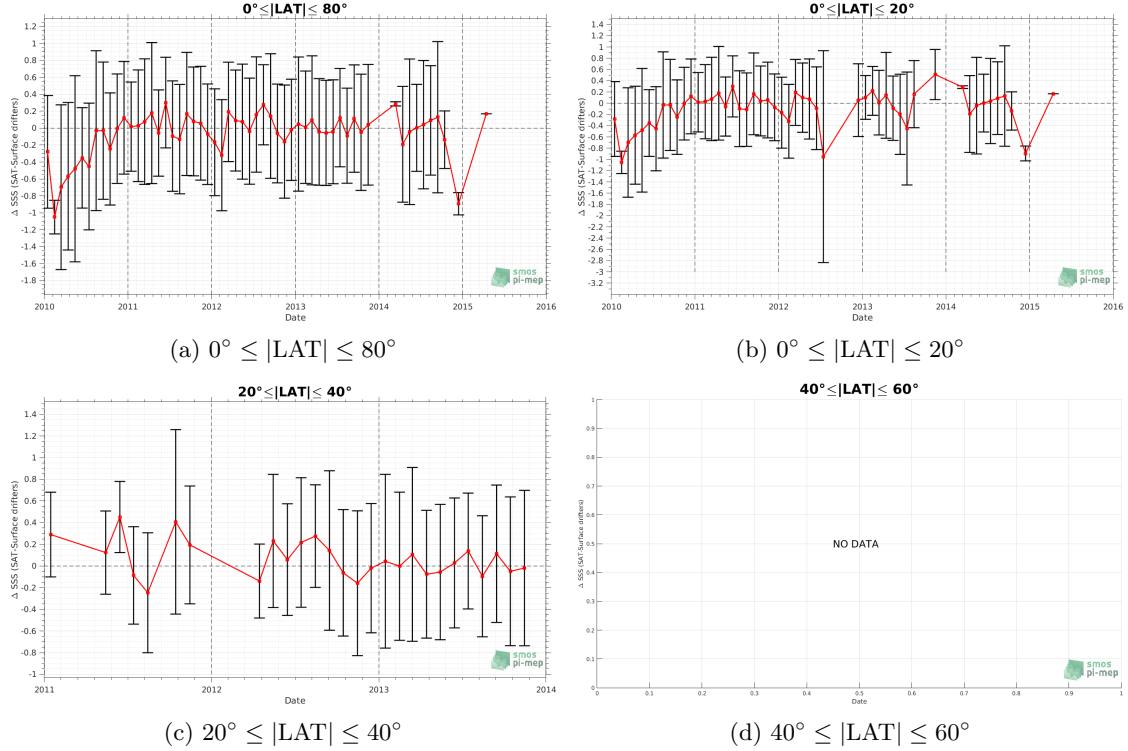 0°≤|LAT|≤ 80°
Δ SSS (SAT-Surface drifters)
1.2
1
0.8
0.6
0.4
0.2
0
-0.2
-0.4
-0.6
-0.8
-1
-1.2
-1.4
-1.6
-1.8
2010 2011 2012 2013 2014 2015 2016
Date
smos
pi-mep
(a) 0° ≤ |LAT| ≤ 80°
0°≤|LAT|≤ 20°
Δ SSS (SAT-Surface drifters)
1.4
1.2
1
0.8
0.6
0.4
0.2
0
-0.2
-0.4
-0.6
-0.8
-1
-1.2
-1.4
-1.6
-1.8
-2
-2.2
-2.4
-2.6
-2.8
-3
-3.2
2010 2011 2012 2013 2014 2015 2016
Date
smos
pi-mep
(b) 0° ≤ |LAT| ≤ 20°
20°≤|LAT|≤ 40°
Δ SSS (SAT-Surface drifters)
1.4
1.2
1
0.8
0.6
0.4
0.2
0
-0.2
-0.4
-0.6
-0.8
-1
2011 2012 2013 2014
Date
smos
pi-mep
(c) 20° ≤ |LAT| ≤ 40°
40°≤|LAT|≤ 60°
Δ SSS (SAT-Surface drifters)
1
0.9
0.8
0.7
0.6
0.5
0.4
0.3
0.2
0.1
0
NO DATA
0 0.1 0.2 0.3 0.4 0.5 0.6 0.7 0.8 0.9 1
Date
smos
pi-mep
(d) 40° ≤ |LAT| ≤ 60°